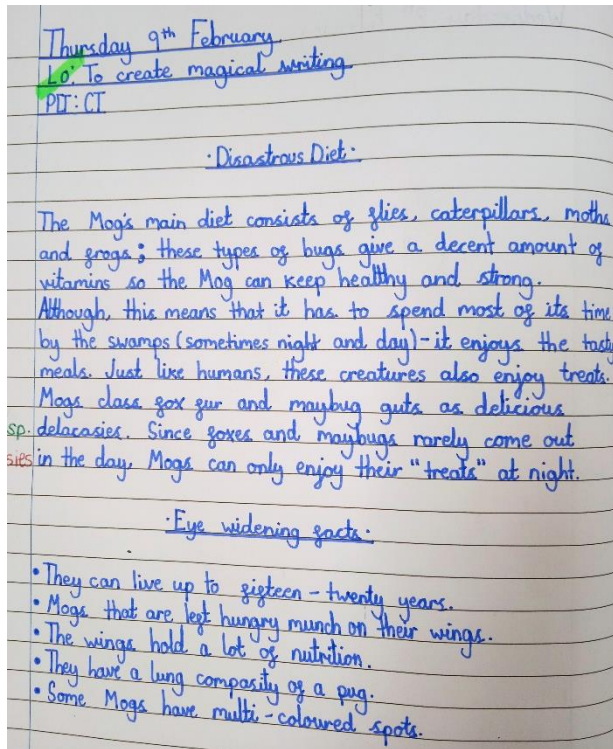 Thursday 9th February
LO: To create magical writing
PLT: CT
·Disastrous Diet·
The Mog's main diet consists of flies, caterpillars, moths
and frogs; these types of bugs give a decent amount of
vitamins so the Mog can keep healthy and strong.
Although, this means that it has to spend most of its time
by the swamps (sometimes night and day) - it enjoys the tasty
meals. Just like humans, these creatures also enjoy treats.
Mogs class fox fur and maybug guts as delicious
sp. delacasies. Since foxes and maybugs rarely come out
sies in the day, Mogs can only enjoy their "treats" at night.
·Eye widening facts·
• They can live up to fifteen - twenty years.
• Mogs that are left hungry munch on their wings.
• The wings hold a lot of nutrition.
• They have a lung compasity of a pug.
• Some Mogs have multi-coloured spots.